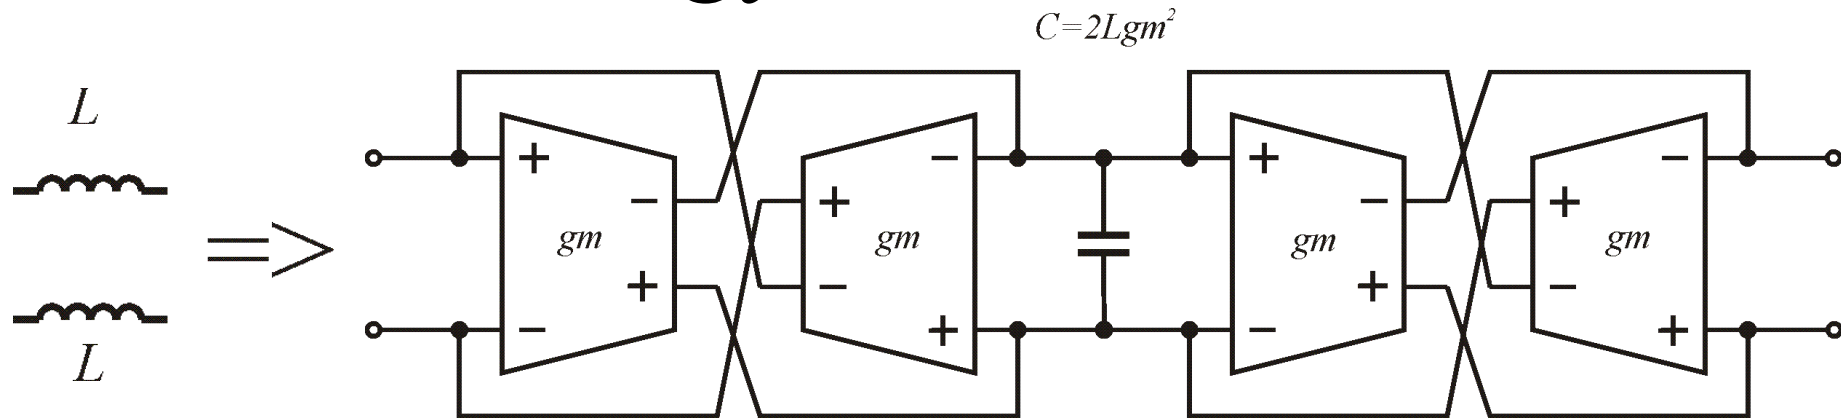 C=2Lgm²
L
+ − + − + − + −
− + − +
gm gm gm gm
+ − + −
L
− + − +